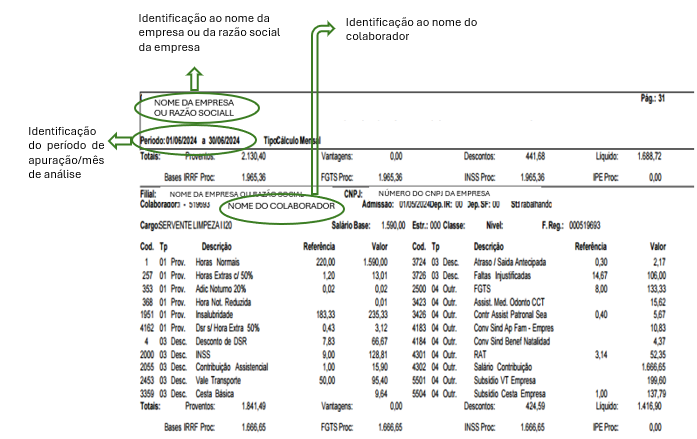 Identificação ao nome da
empresa ou da razão social
da empresa
Identificação ao nome do
colaborador
NOME DA EMPRESA
OU RAZÃO SOCIALL
Pág.: 31
Identificação
do período de
apuração/mês
de análise
Período: 01/06/2024 a 30/06/2024 TipoCálculo Mensal
Totais: Proventos: 2.130,40 Vantagens: 0,00 Descontos: 441,68 Líquido: 1.688,72
Bases IRRF Proc: 1.965,36 FGTS Proc: 1.965,36 INSS Proc: 1.965,36 IPE Proc: 0,00
Filial: NOME DA EMPRESA OU RAZÃO SOCIAL CNPJ: NÚMERO DO CNPJ DA EMPRESA
Colaborador: - 519693 NOME DO COLABORADOR Admissão: 01/05/2024 Dep. IR: 00 Jep. SF: 00 Trabalhando
Cargo SERVENTE LIMPEZA II 20 Salário Base: 1.590,00 Estr.: 000 Classe: Nível: F. Reg.: 000519693
Cod. Tp Descrição Referência Valor Cod. Tp Descrição Referência Valor
1 01 Prov. Horas Normais 220,00 1.590,00 3724 03 Desc. Atraso / Saida Antecipada 0,30 2,17
257 01 Prov. Horas Extras c/ 50% 1,20 13,01 3726 03 Desc. Faltas Injustificadas 14,67 106,00
353 01 Prov. Adic Noturno 20% 0,02 0,02 2500 04 Outr. FGTS 8,00 133,33
368 01 Prov. Hora Not. Reduzida 0,01 3423 04 Outr. Assist. Med. Odonto CCT 15,62
1951 01 Prov. Insalubridade 183,33 235,33 3426 04 Outr. Contr Assist Patronal Sea 0,40 5,67
4162 01 Prov. Dsr s/ Hora Extra 50% 0,43 3,12 4183 04 Outr. Conv Sind Ap Fam - Empres 10,83
4 03 Desc. Desconto de DSR 7,83 66,67 4184 04 Outr. Conv Sind Benef Natalidad 4,37
2000 03 Desc. INSS 9,00 128,81 4301 04 Outr. RAT 3,14 52,35
2055 03 Desc. Contribuição Assistencial 1,00 15,90 4302 04 Outr. Salário Contribuição 1.666,65
2453 03 Desc. Vale Transporte 50,00 95,40 5501 04 Outr. Subsídio VT Empresa 199,60
3359 03 Desc. Cesta Básica 9,64 5504 04 Outr. Subsídio Cesta Empresa 1,00 137,79
Totais: Proventos: 1.841,49 Vantagens: 0,00 Descontos: 424,59 Líquido: 1.416,90
Bases IRRF Proc: 1.666,65 FGTS Proc: 1.666,65 INSS Proc: 1.666,65 IPE Proc: 0,00